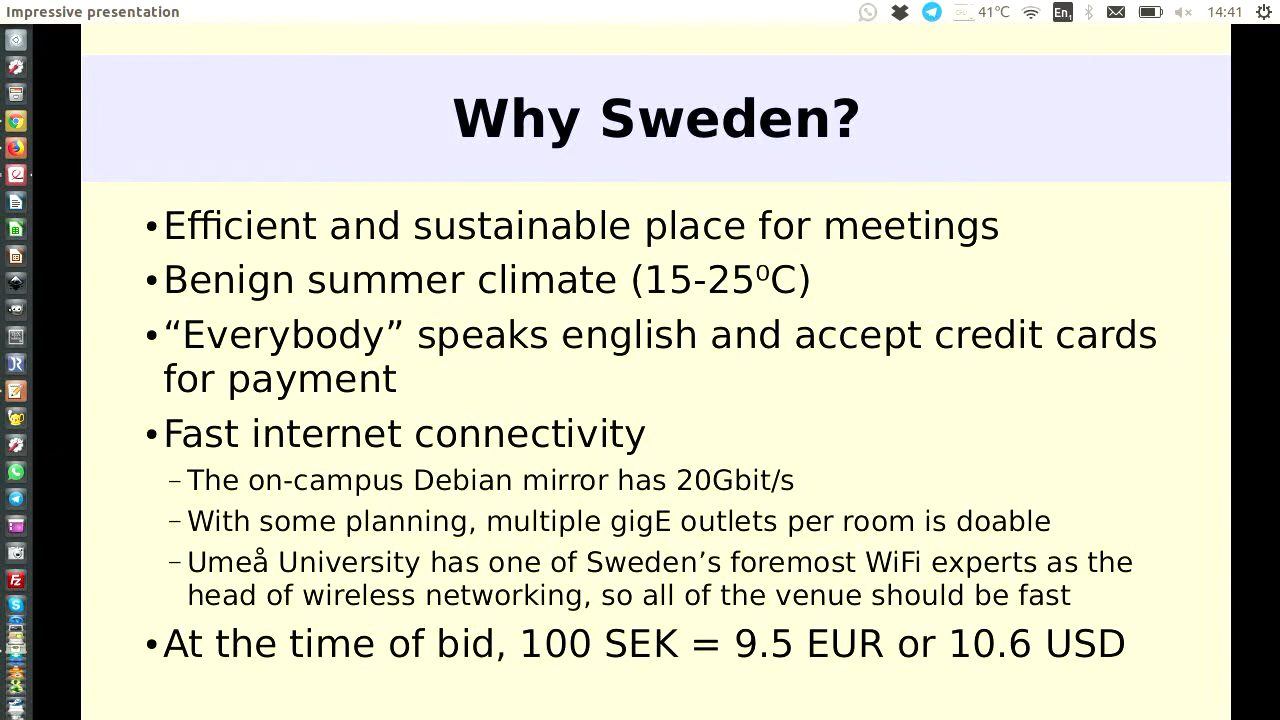 Impressive presentation
41°C
En1
14:41
Why Sweden?
•Efficient and sustainable place for meetings
•Benign summer climate (15-25⁰C)
•“Everybody” speaks english and accept credit cards
for payment
•Fast internet connectivity
–The on-campus Debian mirror has 20Gbit/s
–With some planning, multiple gigE outlets per room is doable
–Umeå University has one of Sweden’s foremost WiFi experts as the
head of wireless networking, so all of the venue should be fast
•At the time of bid, 100 SEK = 9.5 EUR or 10.6 USD